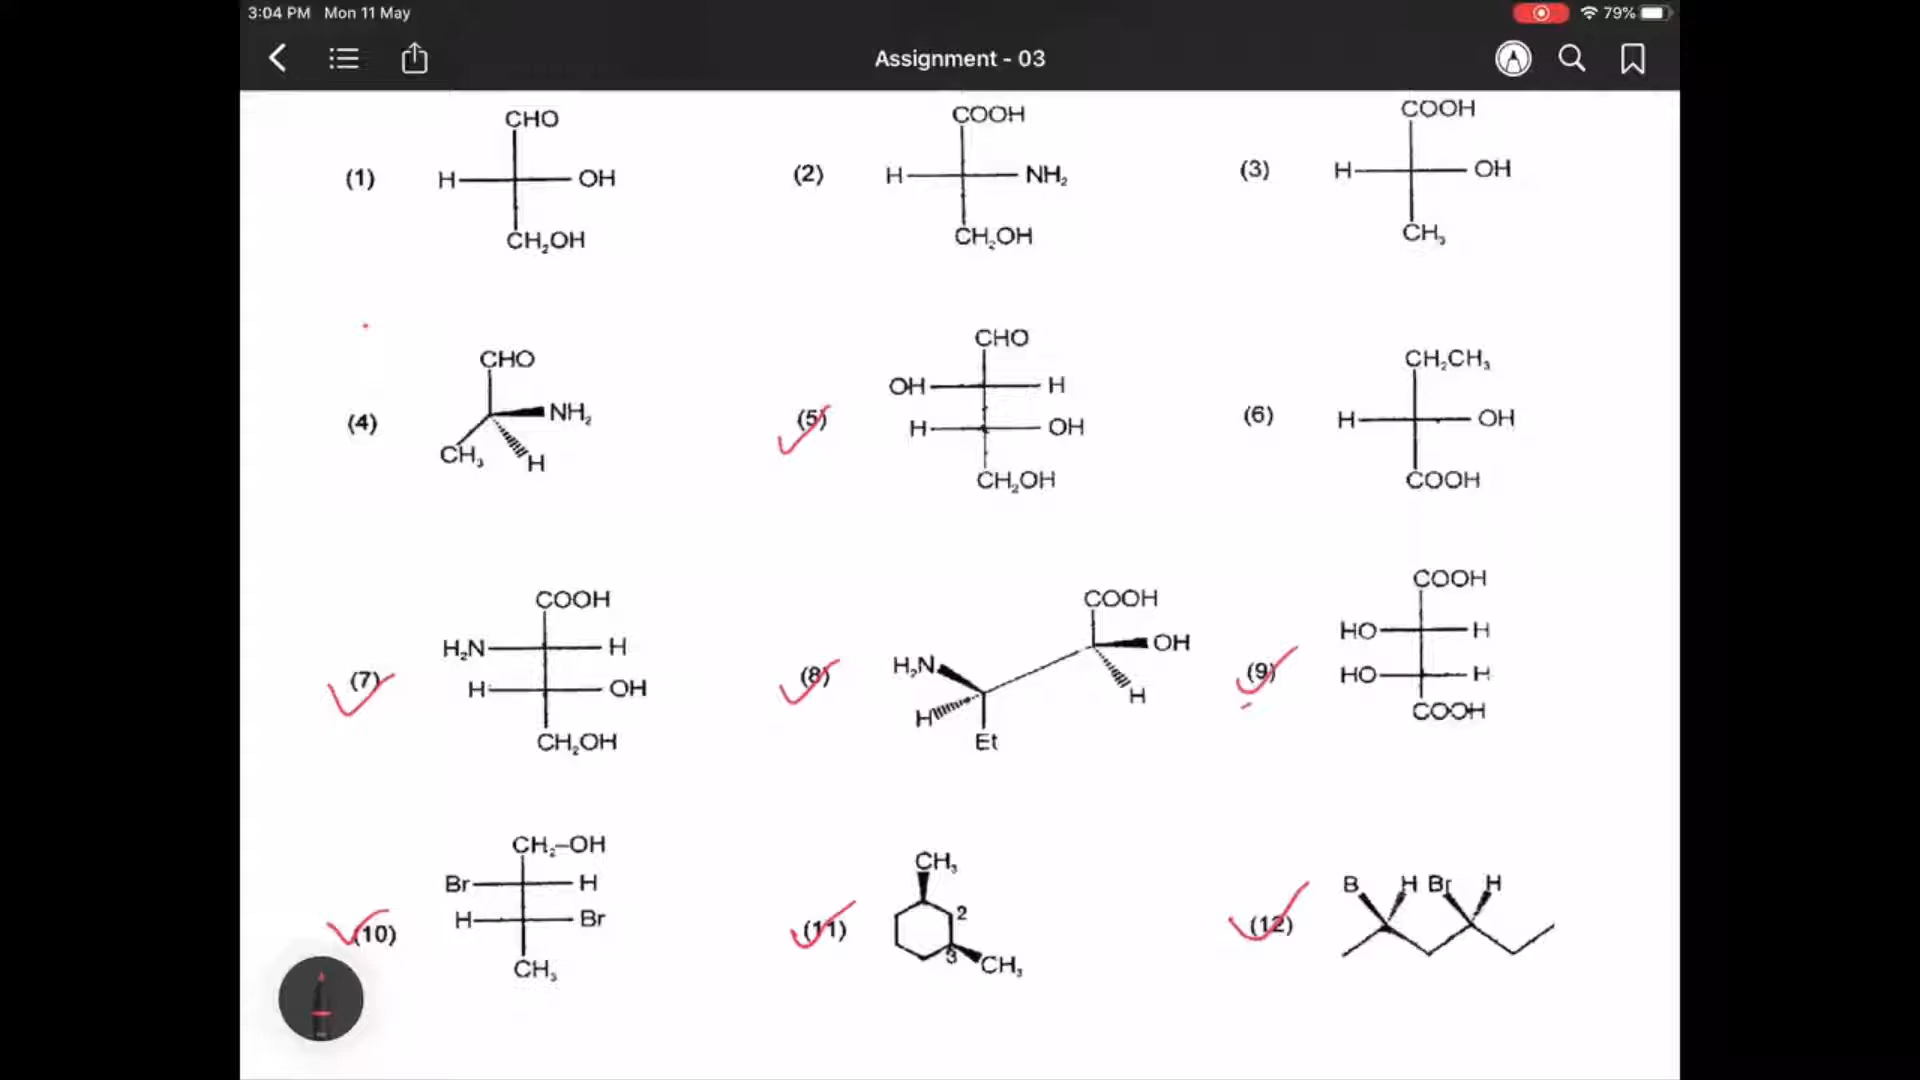 3:04 PM Mon 11 May 79%
Assignment - 03
CHO COOH COOH
(1) H OH (2) H NH₂ (3) H OH
CH₂OH CH₂OH CH₃
CHO CHO CH₂CH₃
OH H
(4) NH₂ (5) (6) H OH
CH₃ H H OH
CH₂OH COOH
COOH COOH COOH
H₂N H H₂N OH HO H
(7) H OH (8) H H (9) HO H
CH₂OH Et COOH
CH₂-OH CH₃
Br H B H Br H
(10) H Br (11) 2 (12)
CH₃ 3 CH₃